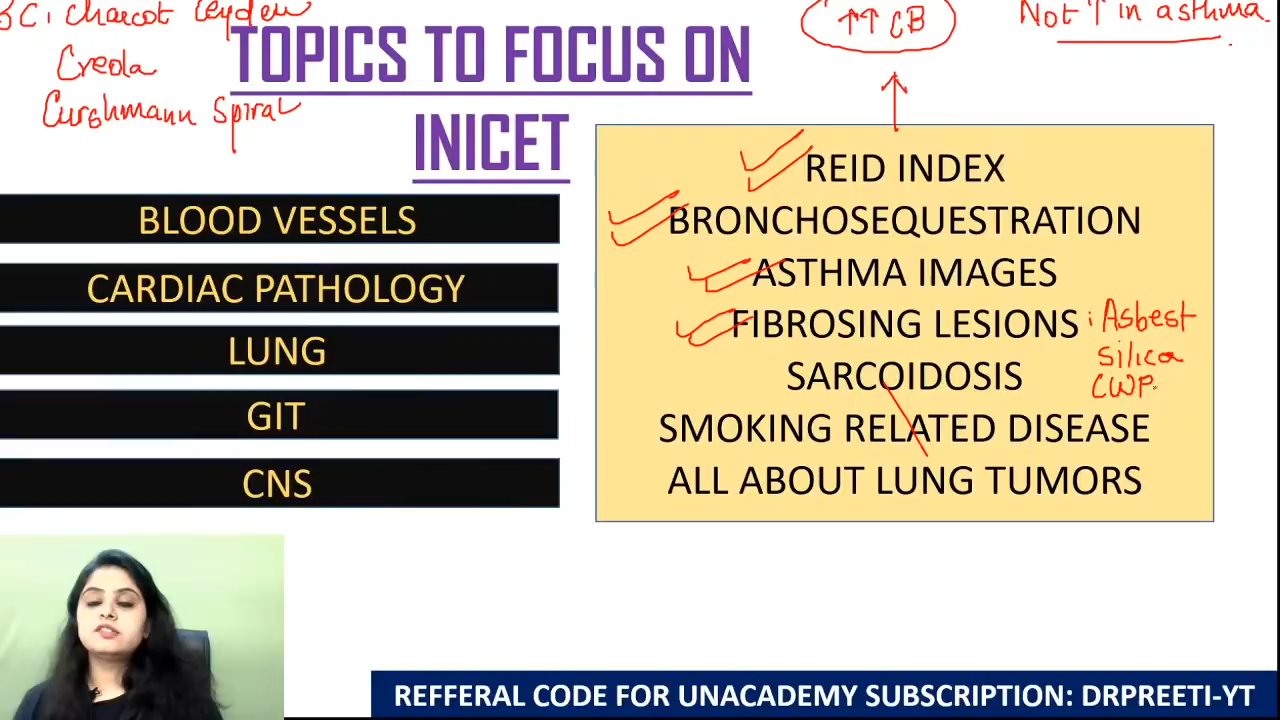 3C: charcot leyden
Creola
Curshmann Spiral
↑↑ CB
Not ↑ in asthma.
TOPICS TO FOCUS ON
INICET
BLOOD VESSELS
CARDIAC PATHOLOGY
LUNG
GIT
CNS
REID INDEX
BRONCHOSEQUESTRATION
ASTHMA IMAGES
FIBROSING LESIONS : Asbest
silica
CWP
SARCOIDOSIS
SMOKING RELATED DISEASE
ALL ABOUT LUNG TUMORS
REFFERAL CODE FOR UNACADEMY SUBSCRIPTION: DRPREETI-YT